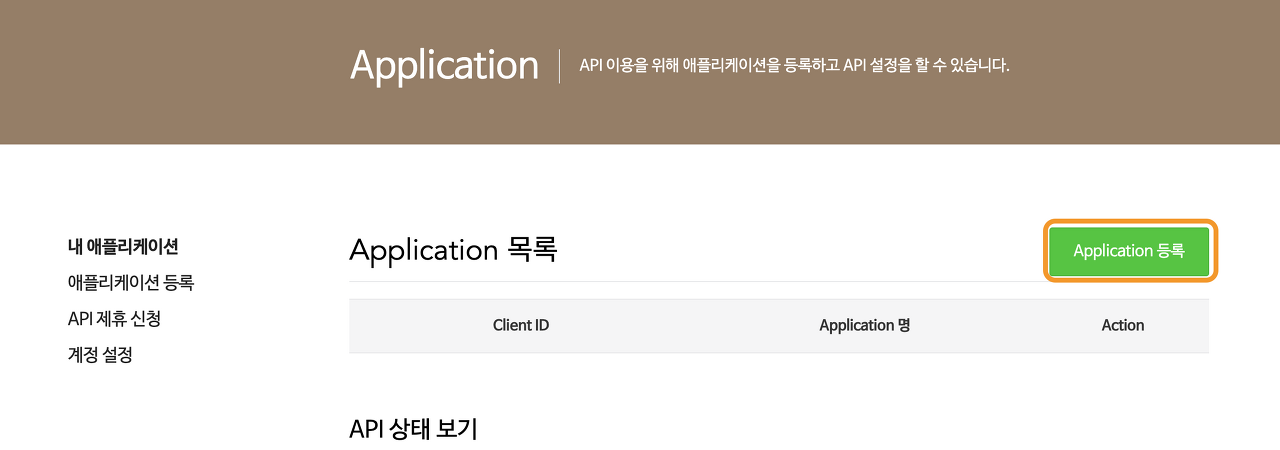 Application
API 이용을 위해 애플리케이션을 등록하고 API 설정을 할 수 있습니다.
내 애플리케이션
애플리케이션 등록
API 제휴 신청
계정 설정
Application 목록
Application 등록
Client ID
Application 명
Action
API 상태 보기